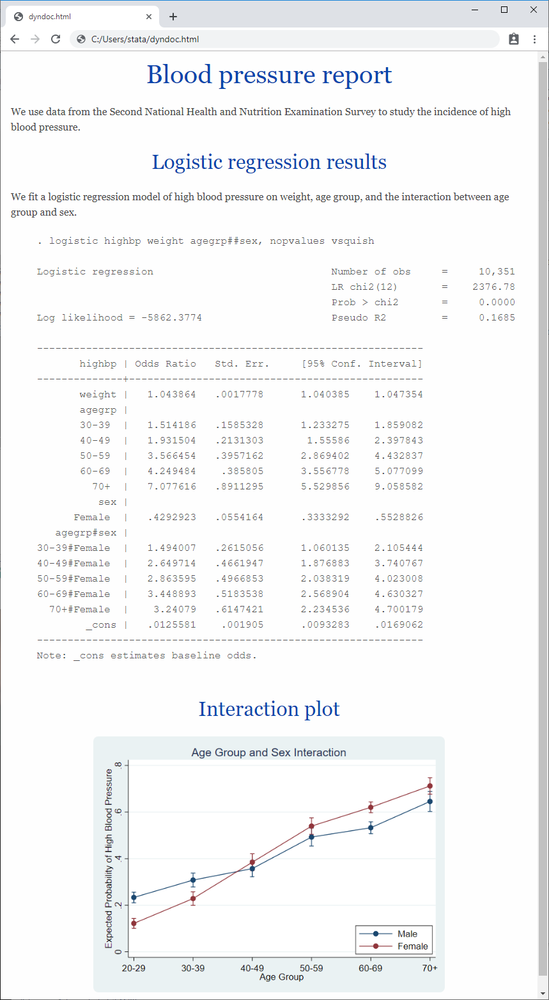 dyndoc.html
C:/Users/stata/dyndoc.html
Blood pressure report
We use data from the Second National Health and Nutrition Examination Survey to study the incidence of high
blood pressure.
Logistic regression results
We fit a logistic regression model of high blood pressure on weight, age group, and the interaction between age
group and sex.
. logistic highbp weight agegrp##sex, nopvalues vsquish
Logistic regression                             Number of obs     =     10,351
                                                LR chi2(12)       =    2376.78
                                                Prob > chi2       =     0.0000
Log likelihood = -5862.3774                     Pseudo R2         =     0.1685
---------------------------------------------------------------
       highbp | Odds Ratio   Std. Err.     [95% Conf. Interval]
--------------+------------------------------------------------
       weight |   1.043864   .0017778      1.040385    1.047354
       agegrp |
       30-39  |   1.514186   .1585328      1.233275    1.859082
       40-49  |   1.931504   .2131303       1.55586    2.397843
       50-59  |   3.566454   .3957162      2.869402    4.432837
       60-69  |   4.249484    .385805      3.556778    5.077099
         70+  |   7.077616   .8911295      5.529856    9.058582
          sex |
      Female  |   .4292923   .0554164      .3333292    .5528826
   agegrp#sex |
30-39#Female  |   1.494007   .2615056      1.060135    2.105444
40-49#Female  |   2.649714   .4661947      1.876883    3.740767
50-59#Female  |   2.863595   .4966853      2.038319    4.023008
60-69#Female  |   3.448893   .5183538      2.568904    4.630327
  70+#Female  |    3.24079   .6147421      2.234536    4.700179
        _cons |   .0125581    .001905      .0093283    .0169062
---------------------------------------------------------------
Note: _cons estimates baseline odds.
Interaction plot
Age Group and Sex Interaction
Expected Probability of High Blood Pressure
.8
.6
.4
.2
0
Male
Female
20-29 30-39 40-49 50-59 60-69 70+
Age Group